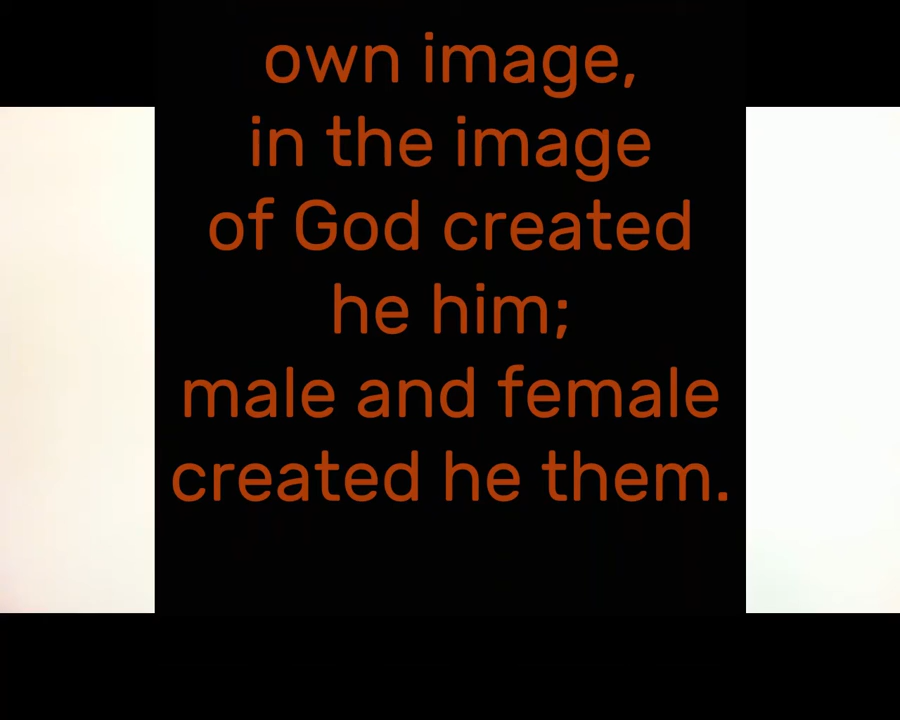 own image,
in the image
of God created
he him;
male and female
created he them.